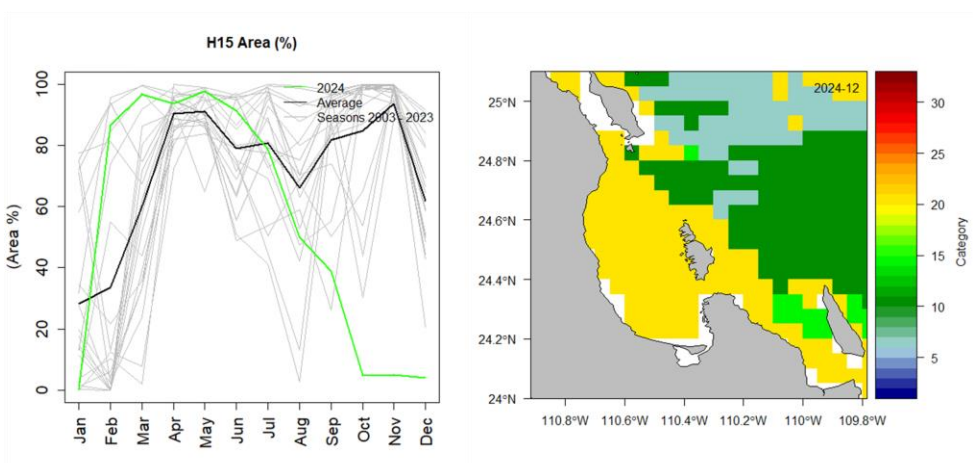 H15 Area (%)
(Area %)
100
80
60
40
20
0
2024
Average
Seasons 2003 - 2023
Jan
Feb
Mar
Apr
May
Jun
Jul
Aug
Sep
Oct
Nov
Dec
2024-12
25°N
24.8°N
24.6°N
24.4°N
24.2°N
24°N
110.8°W
110.6°W
110.4°W
110.2°W
110°W
109.8°W
30
25
20
15
10
5
Category